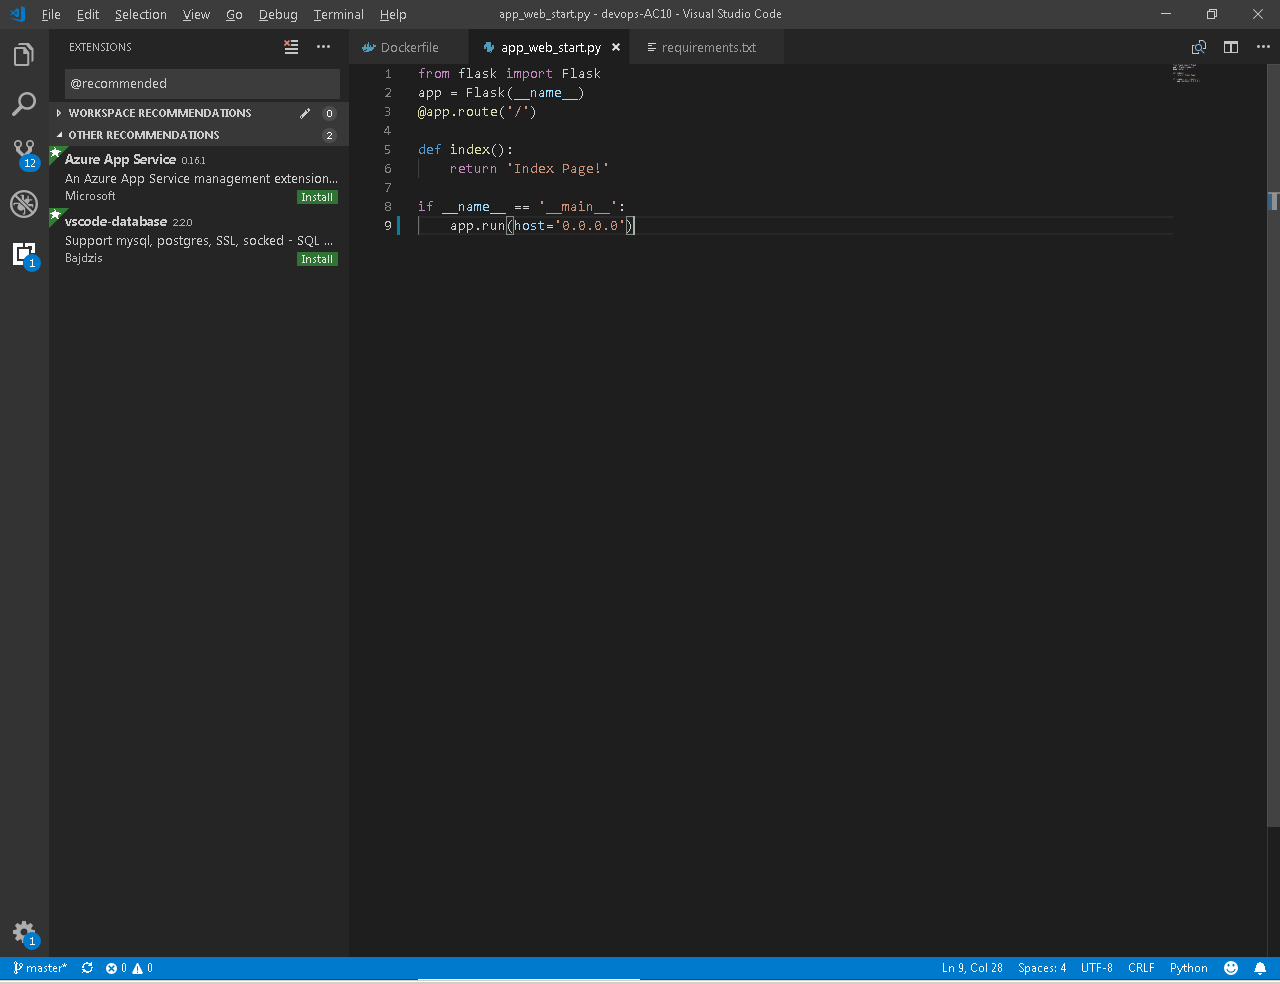 File Edit Selection View Go Debug Terminal Help app_web_start.py - devops-AC10 - Visual Studio Code
EXTENSIONS
@recommended
WORKSPACE RECOMMENDATIONS 0
OTHER RECOMMENDATIONS 2
Azure App Service 0.16.1
An Azure App Service management extension...
Microsoft Install
vscode-database 2.2.0
Support mysql, postgres, SSL, socked - SQL ...
Bajdzis Install
12
1
1
Dockerfile app_web_start.py requirements.txt
1 from flask import Flask
2 app = Flask(__name__)
3 @app.route('/')
4
5 def index():
6 return 'Index Page!'
7
8 if __name__ == '__main__':
9 app.run(host='0.0.0.0')
master* 0 0 Ln 9, Col 28 Spaces: 4 UTF-8 CRLF Python